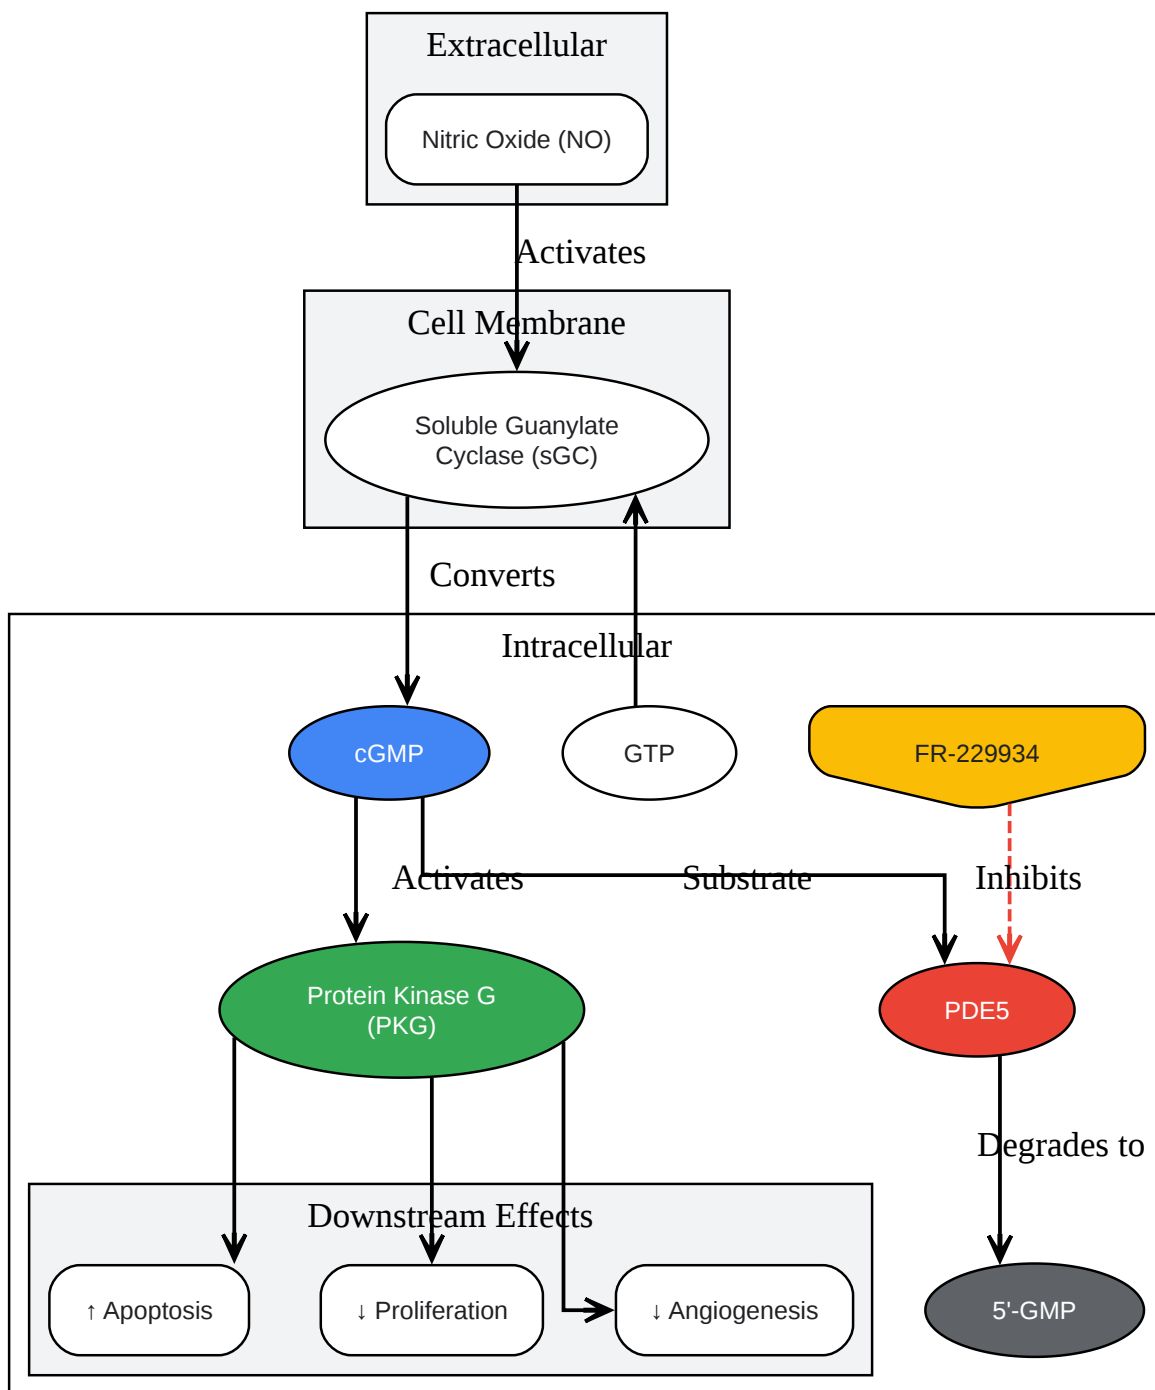 Extracellular
Nitric Oxide (NO)
Activates
Cell Membrane
Soluble Guanylate
Cyclase (sGC)
Converts
Intracellular
cGMP
GTP
FR-229934
Activates
Substrate
Inhibits
Protein Kinase G
(PKG)
PDE5
Degrades to
Downstream Effects
↑ Apoptosis
↓ Proliferation
↓ Angiogenesis
5'-GMP